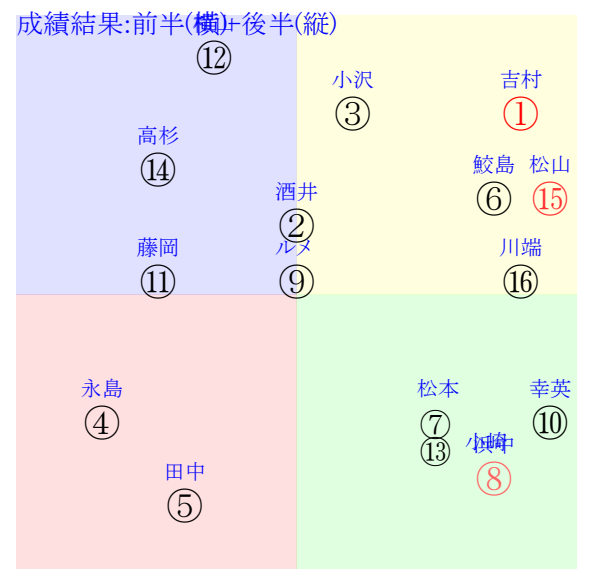 成績結果:前半(横)+後半(縦)
⑫
小沢
③
吉村
①
高杉
⑭
鮫島
⑥
松山
⑮
酒井
②
藤岡
⑪
ルメ
⑨
川端
⑯
永島
④
松本
⑦
⑬
幸英
⑩
田中
⑤
⑧